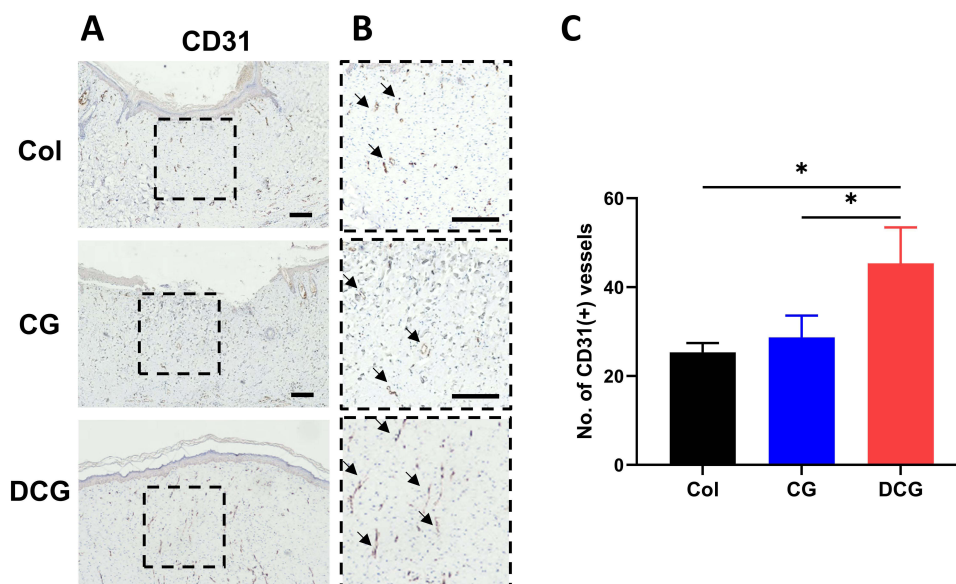 A
B
C
CD31
Col
CG
DCG
*
*
No. of CD31(+) vessels
60
40
20
0
Col
CG
DCG